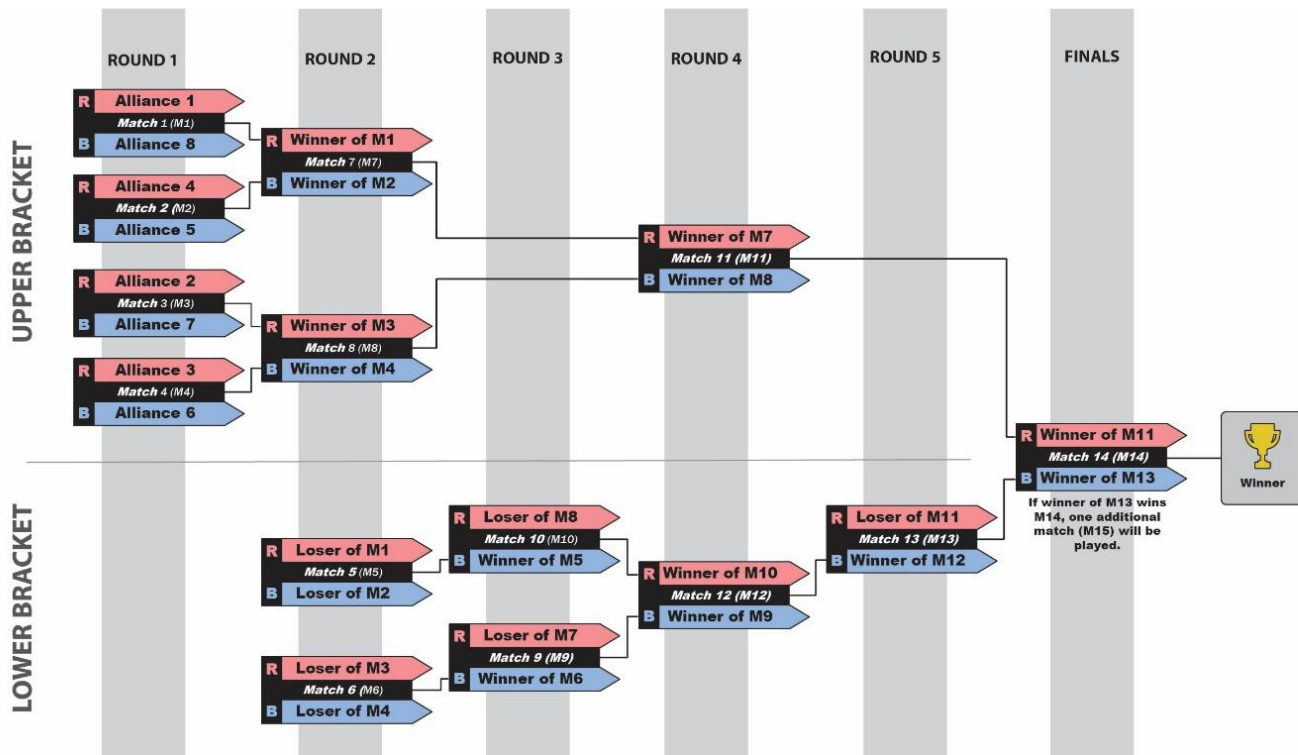 ROUND 1
ROUND 2
ROUND 3
ROUND 4
ROUND 5
FINALS
UPPER BRACKET
R Alliance 1
Match 1 (M1)
B Alliance 8
R Alliance 4
Match 2 (M2)
B Alliance 5
R Alliance 2
Match 3 (M3)
B Alliance 7
R Alliance 3
Match 4 (M4)
B Alliance 6
R Winner of M1
Match 7 (M7)
B Winner of M2
R Winner of M3
Match 8 (M8)
B Winner of M4
R Winner of M7
Match 11 (M11)
B Winner of M8
R Winner of M11
Match 14 (M14)
B Winner of M13
If winner of M13 wins
M14, one additional
match (M15) will be
played.
Winner
LOWER BRACKET
R Loser of M1
Match 5 (M5)
B Loser of M2
R Loser of M3
Match 6 (M6)
B Loser of M4
R Loser of M8
Match 10 (M10)
B Winner of M5
R Loser of M7
Match 9 (M9)
B Winner of M6
R Winner of M10
Match 12 (M12)
B Winner of M9
R Loser of M11
Match 13 (M13)
B Winner of M12